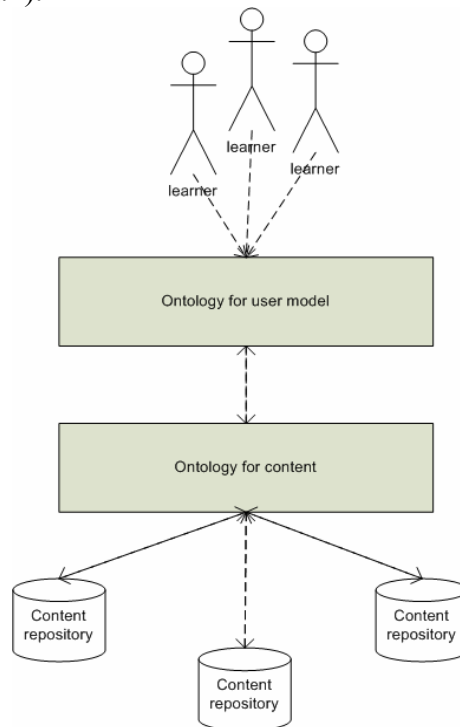 learner
learner
learner
Ontology for user model
Ontology for content
Content
repository
Content
repository
Content
repository